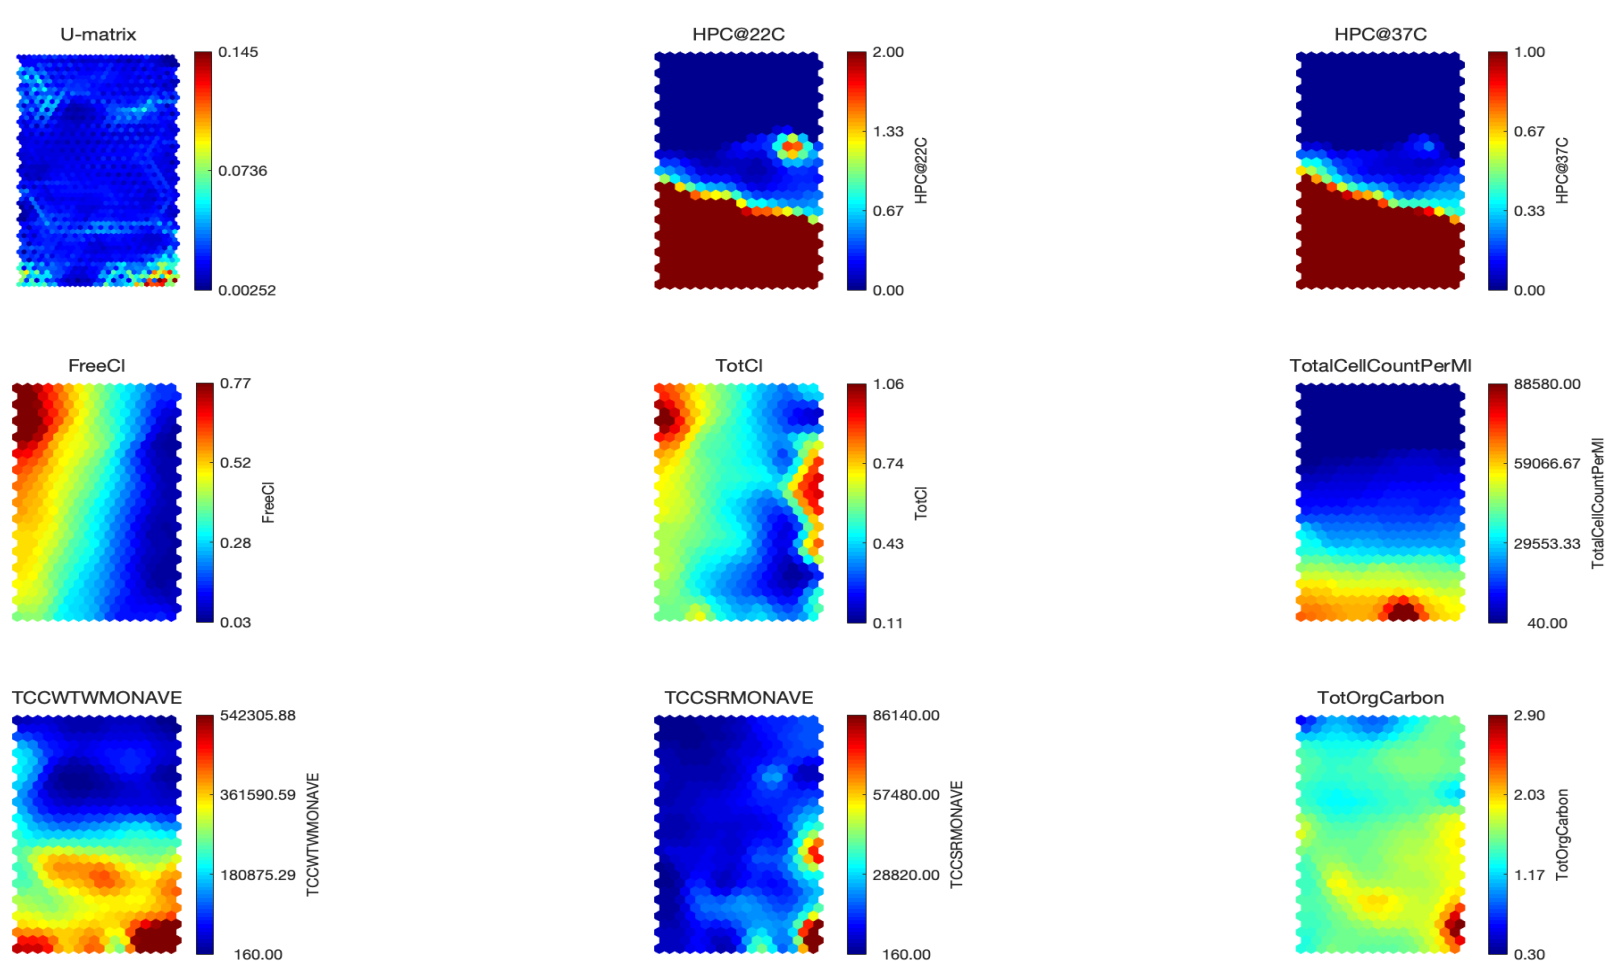 U-matrix
0.145
0.0736
0.00252
HPC@22C
2.00
1.33
0.67
0.00
HPC@22C
HPC@37C
1.00
0.67
0.33
0.00
HPC@37C
FreeCl
0.77
0.52
0.28
0.03
FreeCl
TotCl
1.06
0.74
0.43
0.11
TotCl
TotalCellCountPerMl
88580.00
59066.67
29553.33
40.00
TotalCellCountPerMl
TCCWTWMONAVE
542305.88
361590.59
180875.29
160.00
TCCWTWMONAVE
TCCSRMONAVE
86140.00
57480.00
28820.00
160.00
TCCSRMONAVE
TotOrgCarbon
2.90
2.03
1.17
0.30
TotOrgCarbon